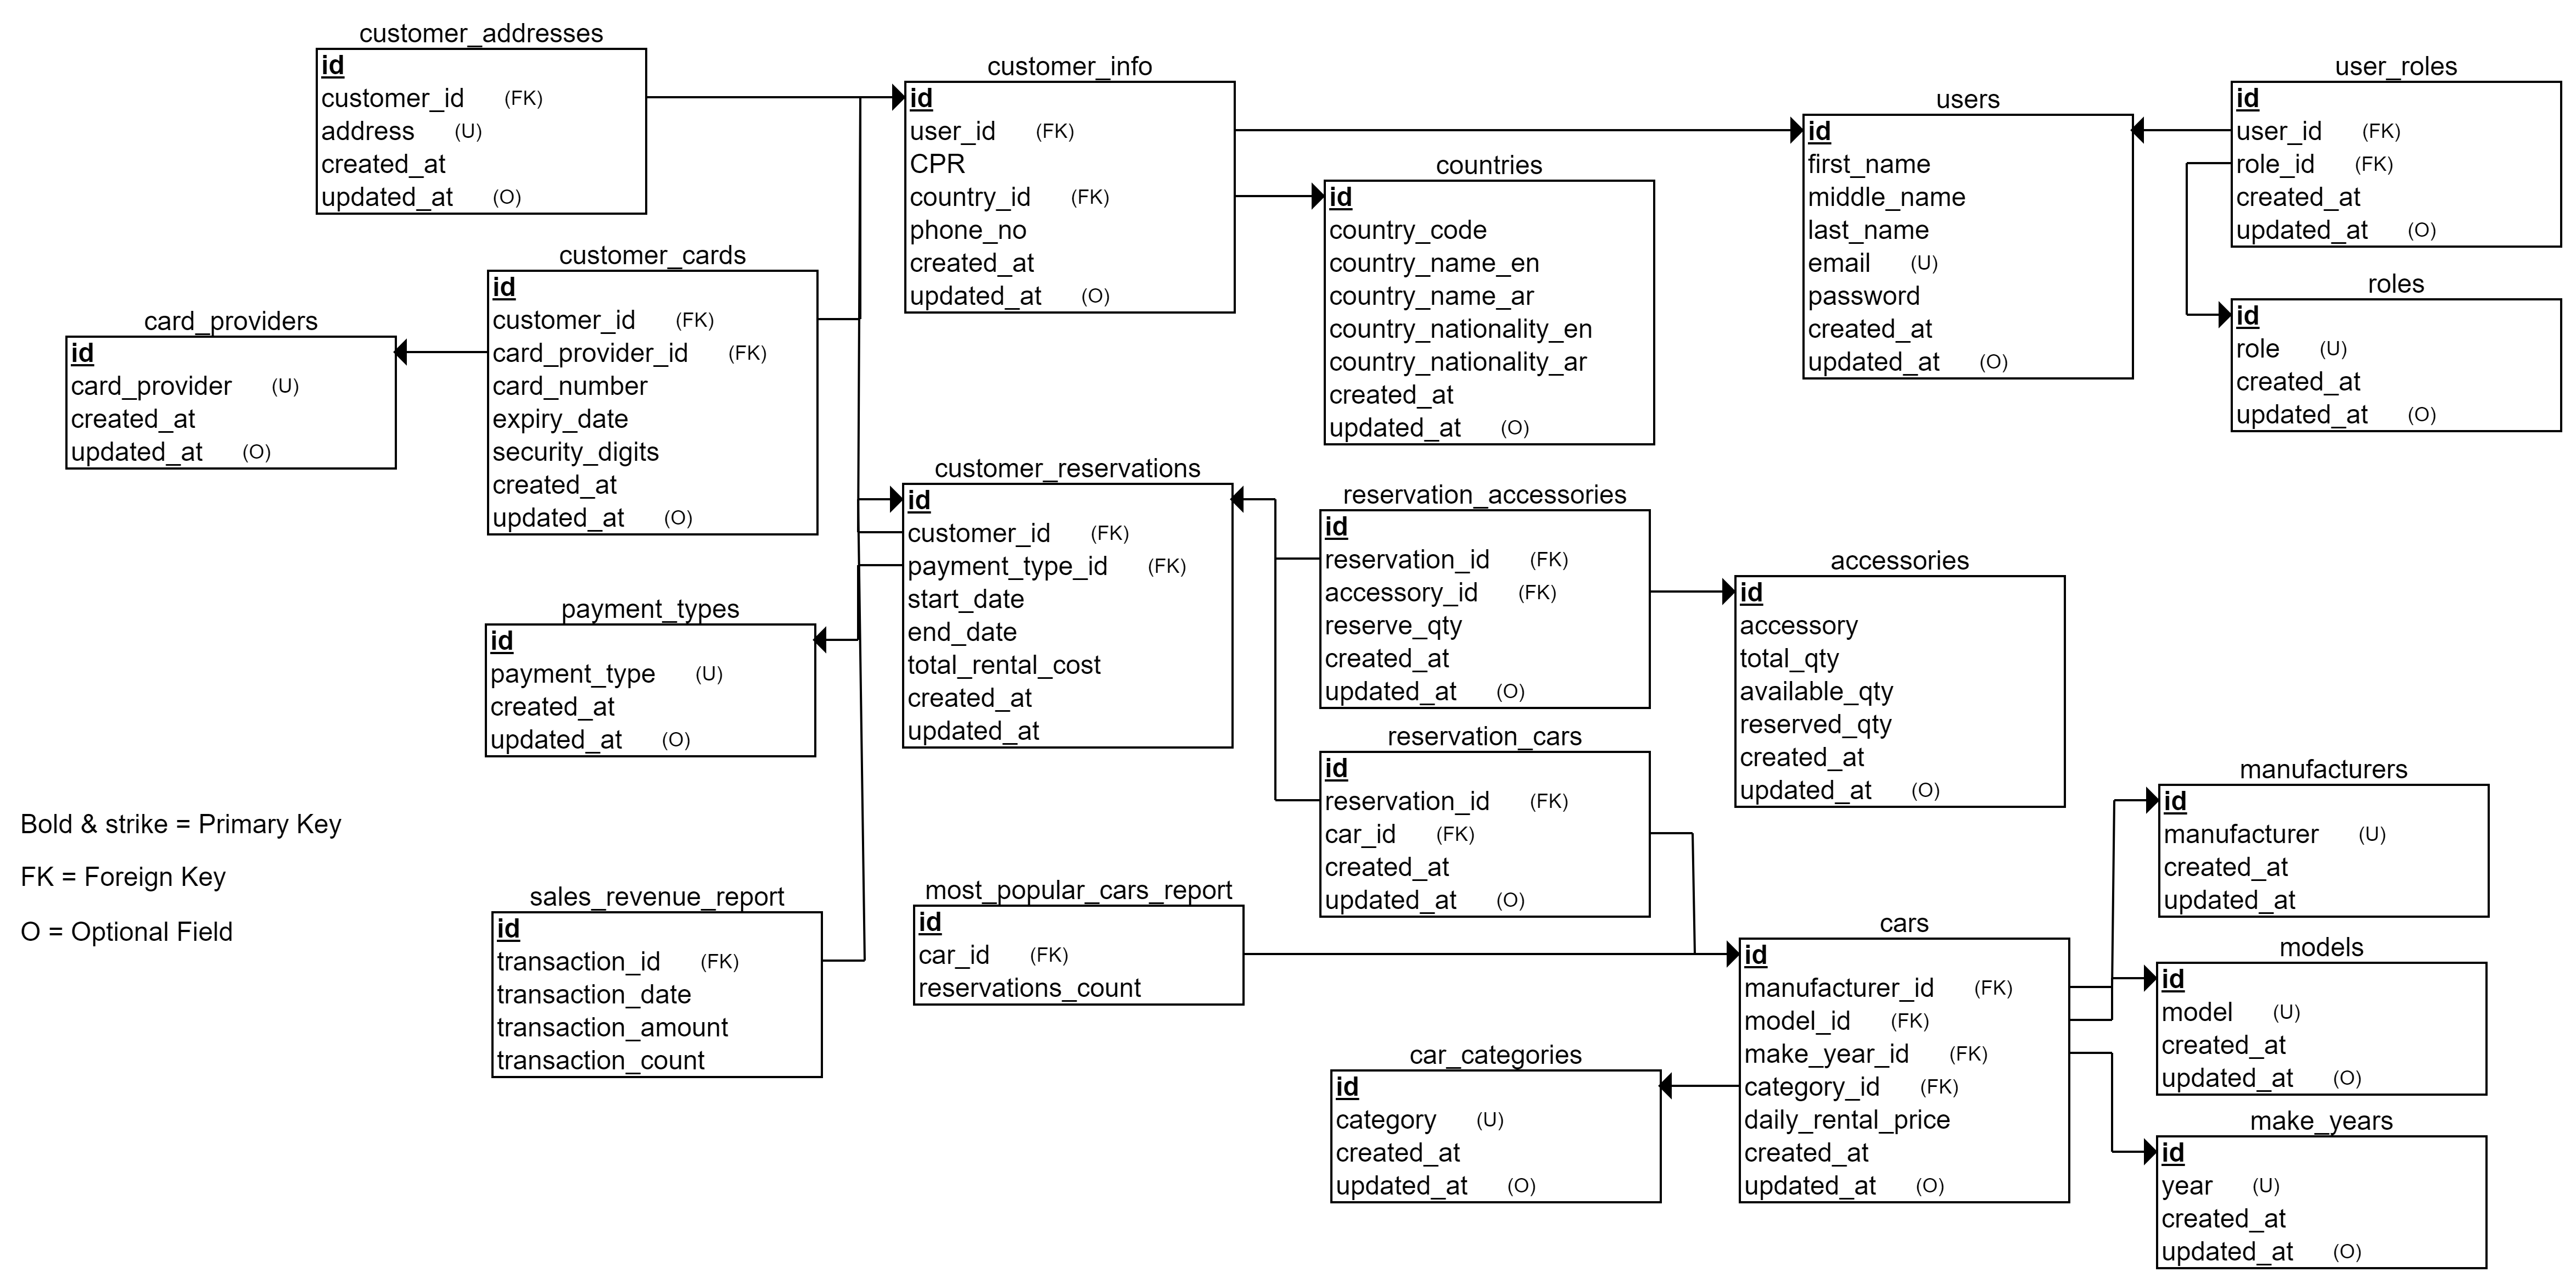 customer_addresses
id
customer_id (FK)
address (U)
created_at
updated_at (O)
customer_info
id
user_id (FK)
CPR
country_id (FK)
phone_no
created_at
updated_at (O)
users
id
first_name
middle_name
last_name
email (U)
password
created_at
updated_at (O)
user_roles
id
user_id (FK)
role_id (FK)
created_at
updated_at (O)
countries
id
country_code
country_name_en
country_name_ar
country_nationality_en
country_nationality_ar
created_at
updated_at (O)
roles
id
role (U)
created_at
updated_at (O)
customer_cards
id
customer_id (FK)
card_provider_id (FK)
card_number
expiry_date
security_digits
created_at
updated_at (O)
card_providers
id
card_provider (U)
created_at
updated_at (O)
customer_reservations
id
customer_id (FK)
payment_type_id (FK)
start_date
end_date
total_rental_cost
created_at
updated_at
reservation_accessories
id
reservation_id (FK)
accessory_id (FK)
reserve_qty
created_at
updated_at (O)
accessories
id
accessory
total_qty
available_qty
reserved_qty
created_at
updated_at (O)
payment_types
id
payment_type (U)
created_at
updated_at (O)
reservation_cars
id
reservation_id (FK)
car_id (FK)
created_at
updated_at (O)
manufacturers
id
manufacturer (U)
created_at
updated_at
Bold & strike = Primary Key
FK = Foreign Key
O = Optional Field
sales_revenue_report
id
transaction_id (FK)
transaction_date
transaction_amount
transaction_count
most_popular_cars_report
id
car_id (FK)
reservations_count
cars
id
manufacturer_id (FK)
model_id (FK)
make_year_id (FK)
category_id (FK)
daily_rental_price
created_at
updated_at (O)
models
id
model (U)
created_at
updated_at (O)
car_categories
id
category (U)
created_at
updated_at (O)
make_years
id
year (U)
created_at
updated_at (O)